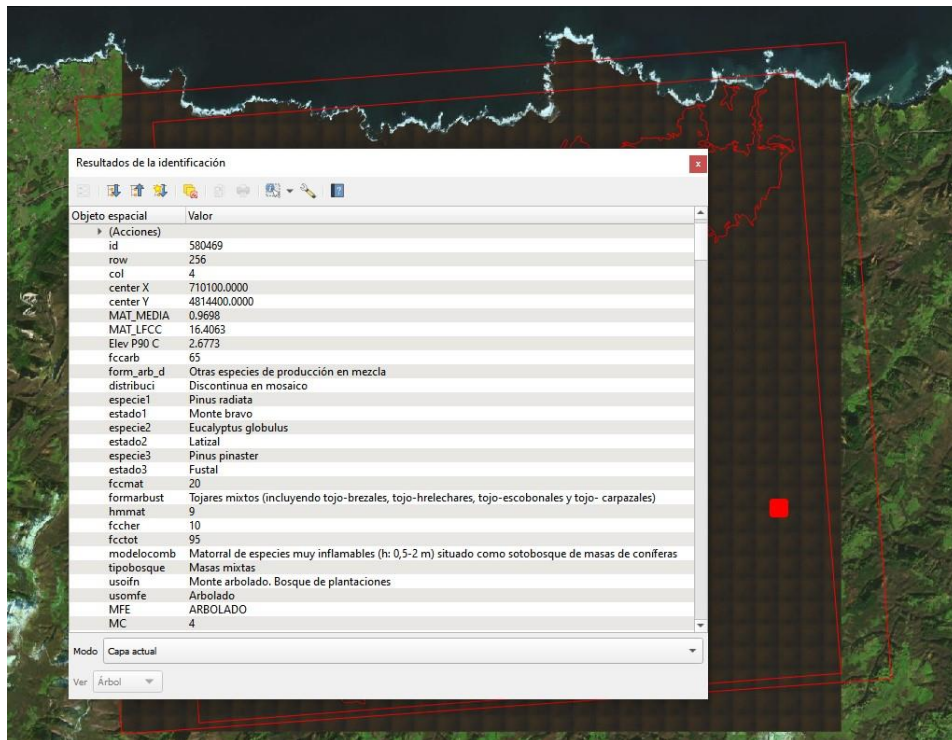 Resultados de la identificación
x
Objeto espacial Valor
(Acciones)
id 580469
row 256
col 4
center X 710100.0000
center Y 4814400.0000
MAT_MEDIA 0.9698
MAT_LFCC 16.4063
Elev P90 C 2.6773
fccarb 65
form_arb_d Otras especies de producción en mezcla
distribuci Discontinua en mosaico
especie1 Pinus radiata
estado1 Monte bravo
especie2 Eucalyptus globulus
estado2 Latizal
especie3 Pinus pinaster
estado3 Fustal
fccmat 20
formarbust Tojares mixtos (incluyendo tojo-brezales, tojo-hrelechares, tojo-escobonales y tojo- carpazales)
hmmat 9
fccher 10
fcctot 95
modelocomb Matorral de especies muy inflamables (h: 0,5-2 m) situado como sotobosque de masas de coníferas
tipobosque Masas mixtas
usoifn Monte arbolado. Bosque de plantaciones
usomfe Arbolado
MFE ARBOLADO
MC 4
Modo Capa actual
Ver Árbol